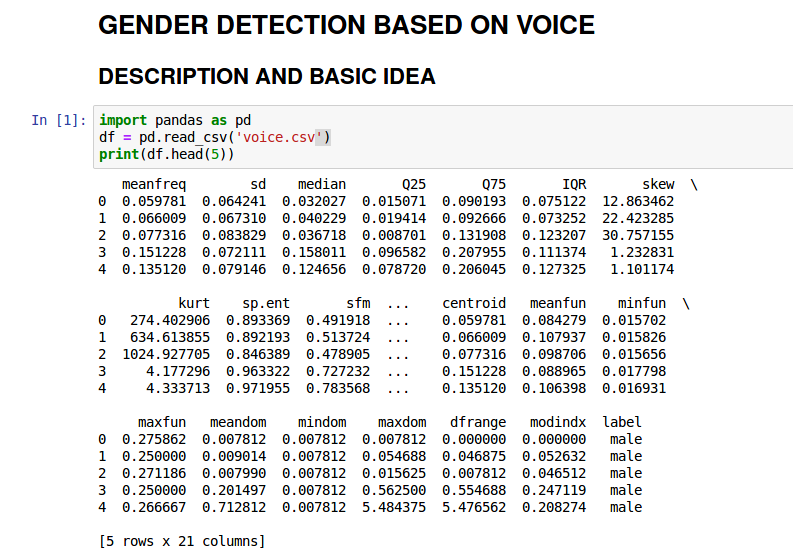 GENDER DETECTION BASED ON VOICE
DESCRIPTION AND BASIC IDEA
In [1]: import pandas as pd
df = pd.read_csv('voice.csv')
print(df.head(5))
meanfreq sd median Q25 Q75 IQR skew \
0 0.059781 0.064241 0.032027 0.015071 0.090193 0.075122 12.863462
1 0.066009 0.067310 0.040229 0.019414 0.092666 0.073252 22.423285
2 0.077316 0.083829 0.036718 0.008701 0.131908 0.123207 30.757155
3 0.151228 0.072111 0.158011 0.096582 0.207955 0.111374 1.232831
4 0.135120 0.079146 0.124656 0.078720 0.206045 0.127325 1.101174
kurt sp.ent sfm ... centroid meanfun minfun \
0 274.402906 0.893369 0.491918 ... 0.059781 0.084279 0.015702
1 634.613855 0.892193 0.513724 ... 0.066009 0.107937 0.015826
2 1024.927705 0.846389 0.478905 ... 0.077316 0.098706 0.015656
3 4.177296 0.963322 0.727232 ... 0.151228 0.088965 0.017798
4 4.333713 0.971955 0.783568 ... 0.135120 0.106398 0.016931
maxfun meandom mindom maxdom dfrange modindx label
0 0.275862 0.007812 0.007812 0.007812 0.000000 0.000000 male
1 0.250000 0.009014 0.007812 0.054688 0.046875 0.052632 male
2 0.271186 0.007990 0.007812 0.015625 0.007812 0.046512 male
3 0.250000 0.201497 0.007812 0.562500 0.554688 0.247119 male
4 0.266667 0.712812 0.007812 5.484375 5.476562 0.208274 male
[5 rows x 21 columns]